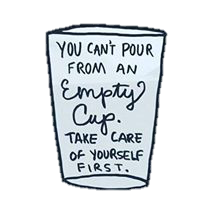 YOU CAN'T POUR
FROM AN
Empty
Cup.
TAKE CARE
OF YOURSELF
FIRST.